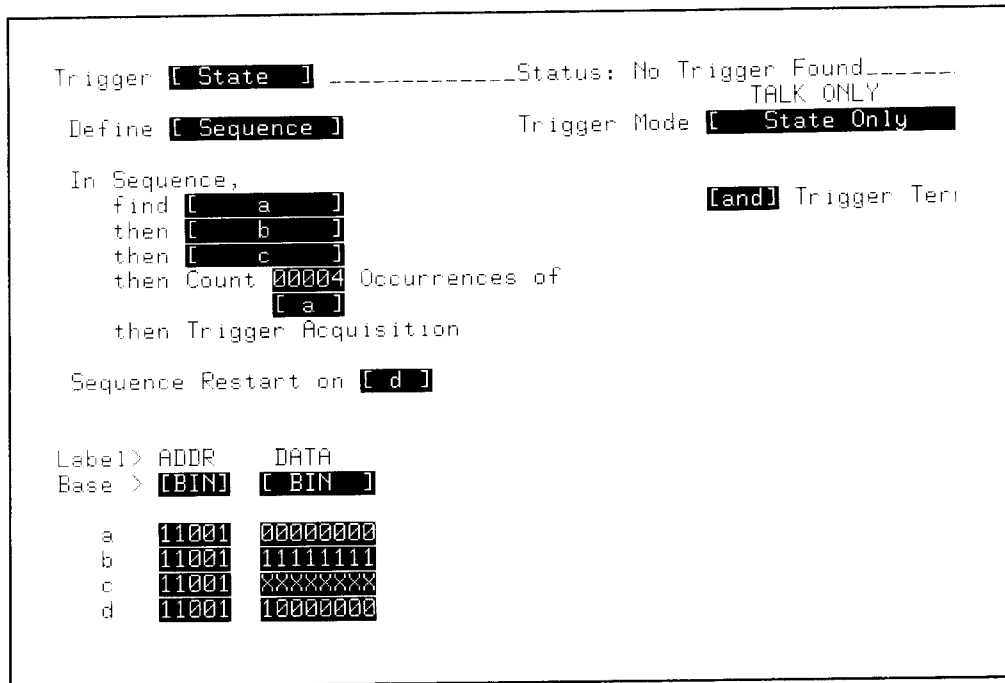 Trigger [ State ] _____________Status: No Trigger Found_______
TALK ONLY
Define [ Sequence ] Trigger Mode [ State Only
In Sequence,
find [ a ] [and] Trigger Ter
then [ b ]
then [ c ]
then Count 00004 Occurrences of
[ a ]
then Trigger Acquisition
Sequence Restart on [ d ]
Label> ADDR DATA
Base > [BIN] [ BIN ]
a 11001 00000000
b 11001 11111111
c 11001 XXXXXXXX
d 11001 10000000